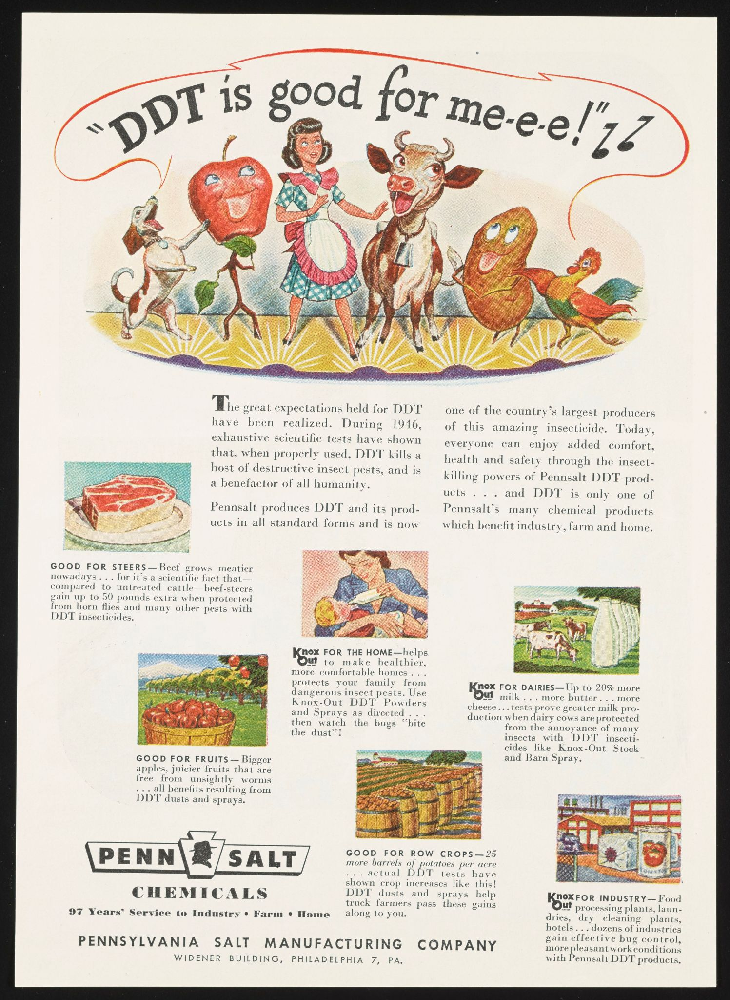 "DDT is good for me-e-e!"
The great expectations held for DDT
have been realized. During 1946,
exhaustive scientific tests have shown
that, when properly used, DDT kills a
host of destructive insect pests, and is
a benefactor of all humanity.
Pennsalt produces DDT and its prod-
ucts in all standard forms and is now
one of the country's largest producers
of this amazing insecticide. Today,
everyone can enjoy added comfort,
health and safety through the insect-
killing powers of Pennsalt DDT prod-
ucts . . . and DDT is only one of
Pennsalt's many chemical products
which benefit industry, farm and home.
GOOD FOR STEERS—Beef grows meatier
nowadays . . . for it's a scientific fact that—
compared to untreated cattle—beef-steers
gain up to 50 pounds extra when protected
from horn flies and many other pests with
DDT insecticides.
GOOD FOR FRUITS—Bigger
apples, juicier fruits that are
free from unsightly worms
. . . all benefits resulting from
DDT dusts and sprays.
Knox Out FOR THE HOME—helps
to make healthier,
more comfortable homes . . .
protects your family from
dangerous insect pests. Use
Knox-Out DDT Powders
and Sprays as directed . . .
then watch the bugs "bite
the dust"!
Knox Out FOR DAIRIES—Up to 20% more
milk . . . more butter . . . more
cheese . . . tests prove greater milk pro-
duction when dairy cows are protected
from the annoyance of many
insects with DDT insecti-
cides like Knox-Out Stock
and Barn Spray.
GOOD FOR ROW CROPS—25
more barrels of potatoes per acre
. . . actual DDT tests have
shown crop increases like this!
DDT dusts and sprays help
truck farmers pass these gains
along to you.
TOMATO
Knox Out FOR INDUSTRY—Food
processing plants, laun-
dries, dry cleaning plants,
hotels . . . dozens of industries
gain effective bug control,
more pleasant work conditions
with Pennsalt DDT products.
PENN SALT
CHEMICALS
97 Years' Service to Industry • Farm • Home
PENNSYLVANIA SALT MANUFACTURING COMPANY
WIDENER BUILDING, PHILADELPHIA 7, PA.